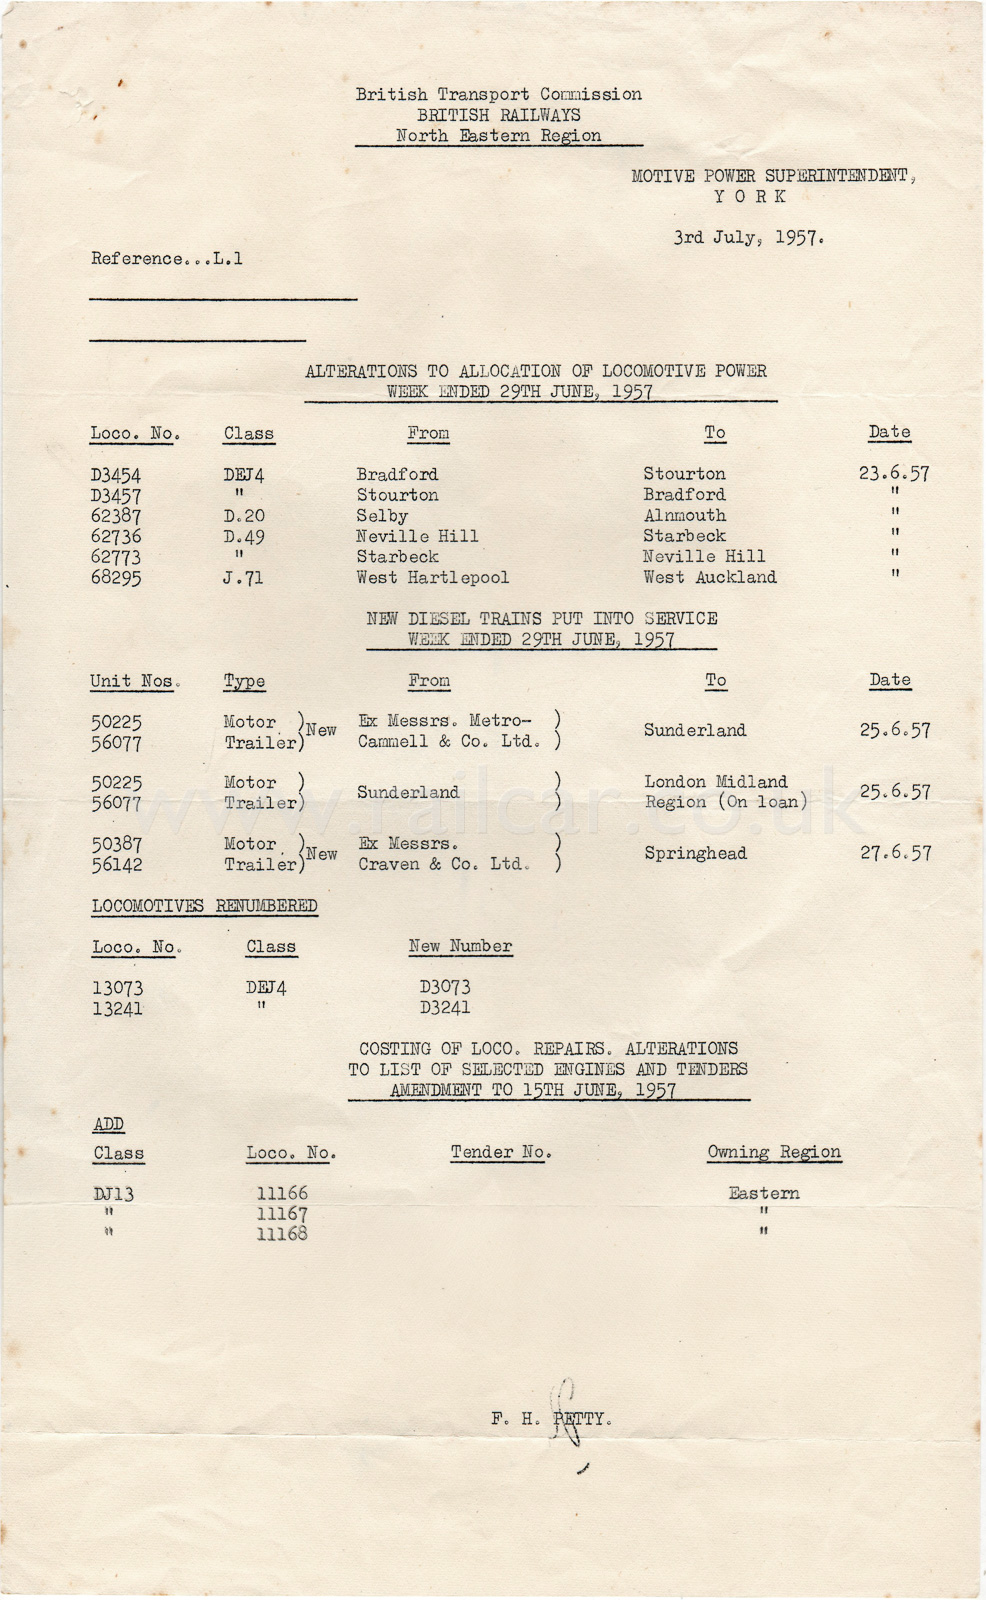 British Transport Commission
BRITISH RAILWAYS
North Eastern Region
MOTIVE POWER SUPERINTENDENT,
Y O R K
3rd July, 1957.
Reference...L.1
ALTERATIONS TO ALLOCATION OF LOCOMOTIVE POWER
WEEK ENDED 29TH JUNE, 1957
Loco. No. Class From To Date
D3454 DEJ4 Bradford Stourton 23.6.57
D3457 " Stourton Bradford "
62387 D.20 Selby Alnmouth "
62736 D.49 Neville Hill Starbeck "
62773 " Starbeck Neville Hill "
68295 J.71 West Hartlepool West Auckland "
NEW DIESEL TRAINS PUT INTO SERVICE
WEEK ENDED 29TH JUNE, 1957
Unit Nos. Type From To Date
50225 Motor ) Ex Messrs. Metro- )
New Sunderland 25.6.57
56077 Trailer) Cammell & Co. Ltd. )
50225 Motor ) ) London Midland
Sunderland 25.6.57
56077 Trailer) ) Region (On loan)
50387 Motor ) Ex Messrs. )
New Springhead 27.6.57
56142 Trailer) Craven & Co. Ltd. )
www.railcar.co.uk
LOCOMOTIVES RENUMBERED
Loco. No. Class New Number
13073 DEJ4 D3073
13241 " D3241
COSTING OF LOCO. REPAIRS. ALTERATIONS
TO LIST OF SELECTED ENGINES AND TENDERS
AMENDMENT TO 15TH JUNE, 1957
ADD
Class Loco. No. Tender No. Owning Region
DJ13 11166 Eastern
" 11167 "
" 11168 "
F. H. PETTY.